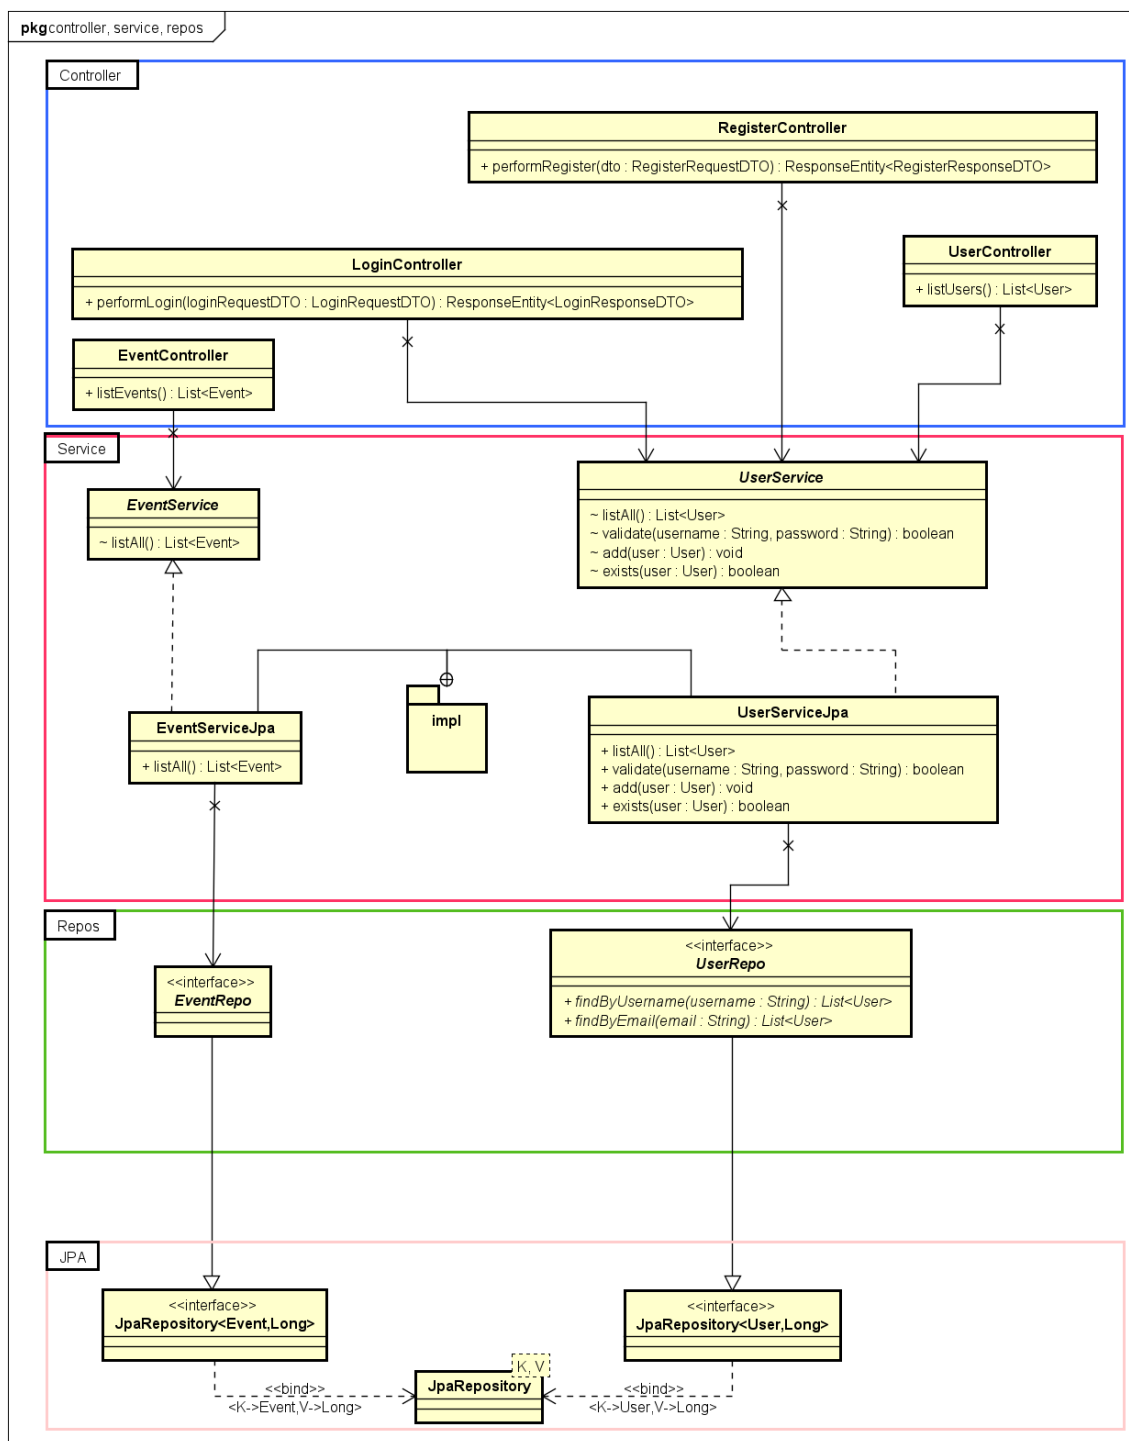 pkg controller, service, repos
Controller
RegisterController
+ performRegister(dto : RegisterRequestDTO) : ResponseEntity<RegisterResponseDTO>
UserController
+ listUsers() : List<User>
LoginController
+ performLogin(loginRequestDTO : LoginRequestDTO) : ResponseEntity<LoginResponseDTO>
EventController
+ listEvents() : List<Event>
Service
UserService
~ listAll() : List<User>
~ validate(username : String, password : String) : boolean
~ add(user : User) : void
~ exists(user : User) : boolean
EventService
~ listAll() : List<Event>
impl
EventServiceJpa
+ listAll() : List<Event>
UserServiceJpa
+ listAll() : List<User>
+ validate(username : String, password : String) : boolean
+ add(user : User) : void
+ exists(user : User) : boolean
Repos
<<interface>>
EventRepo
<<interface>>
UserRepo
+ findByUsername(username : String) : List<User>
+ findByEmail(email : String) : List<User>
JPA
<<interface>>
JpaRepository<Event,Long>
<<interface>>
JpaRepository<User,Long>
K, V
JpaRepository
<<bind>>
<K->Event,V->Long>
<<bind>>
<K->User,V->Long>